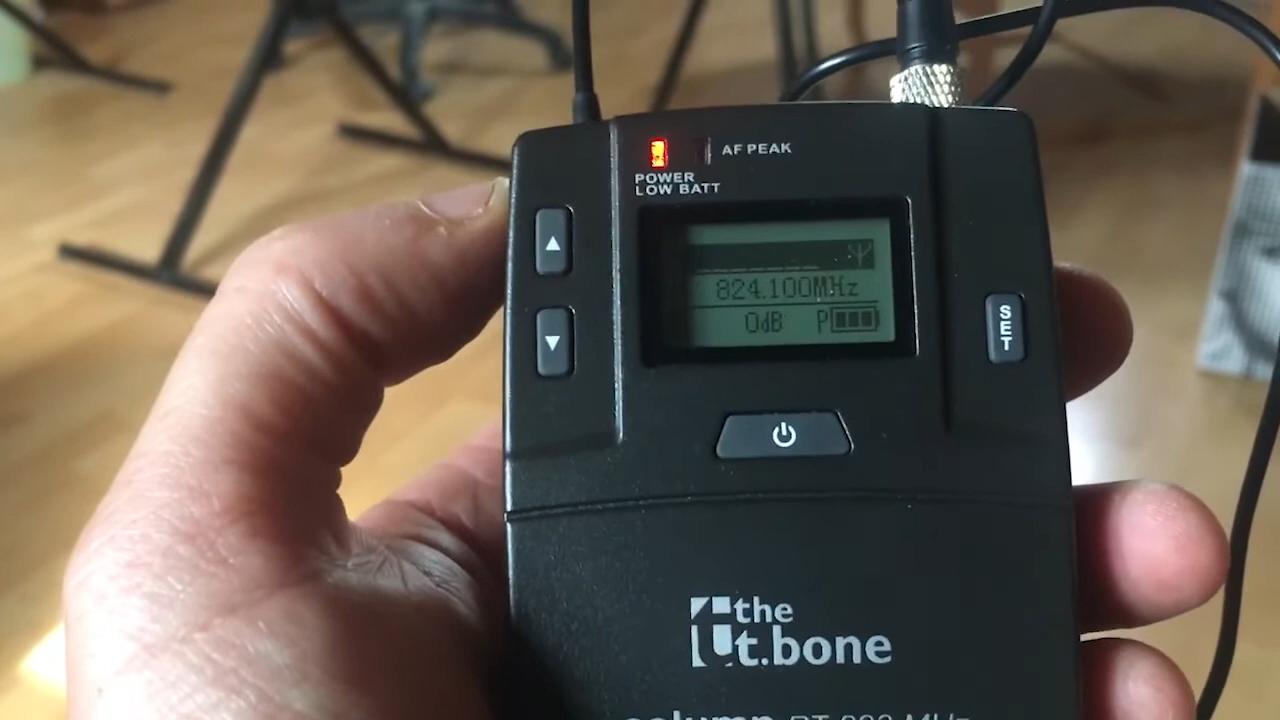 AF PEAK
POWER
LOW BATT
824.100MHz
0dB P
SET
the
t.bone